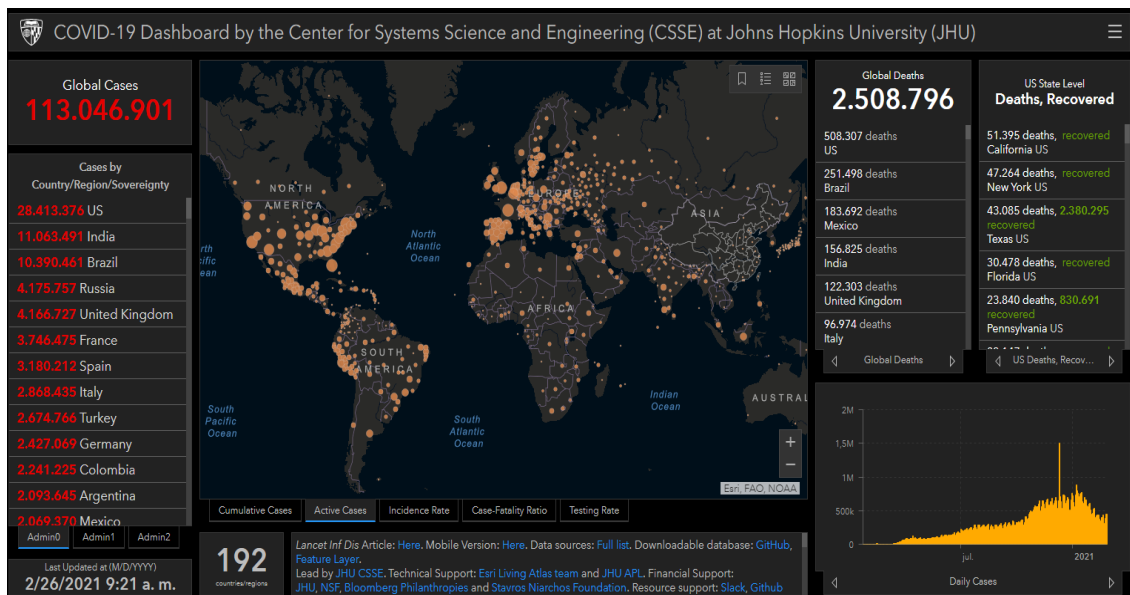 COVID-19 Dashboard by the Center for Systems Science and Engineering (CSSE) at Johns Hopkins University (JHU)
Global Cases
113.046.901
Cases by
Country/Region/Sovereignty
28.413.376 US
11.063.491 India
10.390.461 Brazil
4.175.757 Russia
4.166.727 United Kingdom
3.746.475 France
3.180.212 Spain
2.868.435 Italy
2.674.766 Turkey
2.427.069 Germany
2.241.225 Colombia
2.093.645 Argentina
2.069.370 Mexico
Admin0
Admin1
Admin2
Last Updated at (M/D/YYYY)
2/26/2021 9:21 a. m.
NORTH
AMERICA
EUROPE
ASIA
North
Atlantic
Ocean
AFRICA
SOUTH
AMERICA
Indian
Ocean
AUSTRAL
South
Pacific
Ocean
South
Atlantic
Ocean
+
−
Esri, FAO, NOAA
Cumulative Cases
Active Cases
Incidence Rate
Case-Fatality Ratio
Testing Rate
192
countries/regions
Lancet Inf Dis Article: Here. Mobile Version: Here. Data sources: Full list. Downloadable database: GitHub,
Feature Layer.
Lead by JHU CSSE. Technical Support: Esri Living Atlas team and JHU APL. Financial Support:
JHU, NSF, Bloomberg Philanthropies and Stavros Niarchos Foundation. Resource support: Slack, Github
Global Deaths
2.508.796
508.307 deaths
US
251.498 deaths
Brazil
183.692 deaths
Mexico
156.825 deaths
India
122.303 deaths
United Kingdom
96.974 deaths
Italy
Global Deaths
US State Level
Deaths, Recovered
51.395 deaths, recovered
California US
47.264 deaths, recovered
New York US
43.085 deaths, 2.380.295
recovered
Texas US
30.478 deaths, recovered
Florida US
23.840 deaths, 830.691
recovered
Pennsylvania US
US Deaths, Recov...
2M
1,5M
1M
500k
0
jul.
2021
Daily Cases